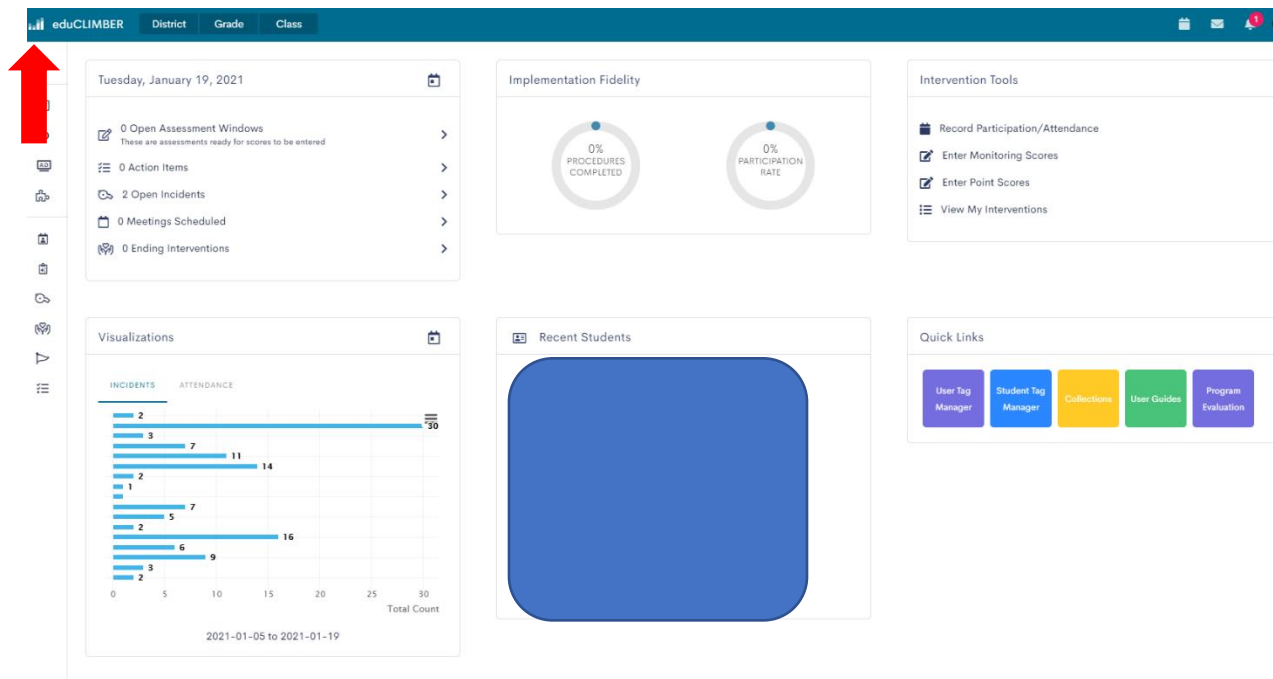 eduCLIMBER District Grade Class
1
Tuesday, January 19, 2021
0 Open Assessment Windows
These are assessments ready for scores to be entered
0 Action Items
2 Open Incidents
0 Meetings Scheduled
0 Ending Interventions
Implementation Fidelity
0%
PROCEDURES
COMPLETED
0%
PARTICIPATION
RATE
Intervention Tools
Record Participation/Attendance
Enter Monitoring Scores
Enter Point Scores
View My Interventions
Visualizations
INCIDENTS ATTENDANCE
2
30
3
7
11
14
2
1
7
5
2
16
6
9
3
2
0 5 10 15 20 25 30
Total Count
2021-01-05 to 2021-01-19
Recent Students
Quick Links
User Tag
Manager
Student Tag
Manager
Collections
User Guides
Program
Evaluation